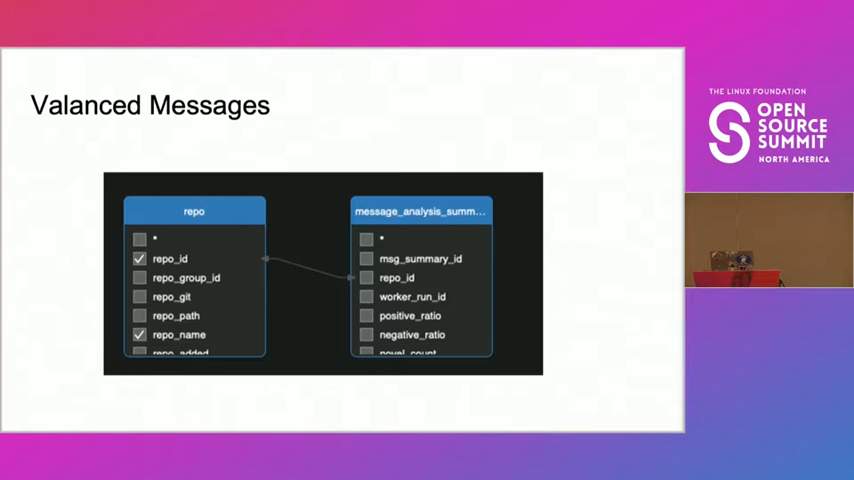 Valanced Messages
repo
*
repo_id
repo_group_id
repo_git
repo_path
repo_name
repo_added
message_analysis_summ...
*
msg_summary_id
repo_id
worker_run_id
positive_ratio
negative_ratio
novel_count
THE LINUX FOUNDATION
OPEN
SOURCE
SUMMIT
NORTH AMERICA